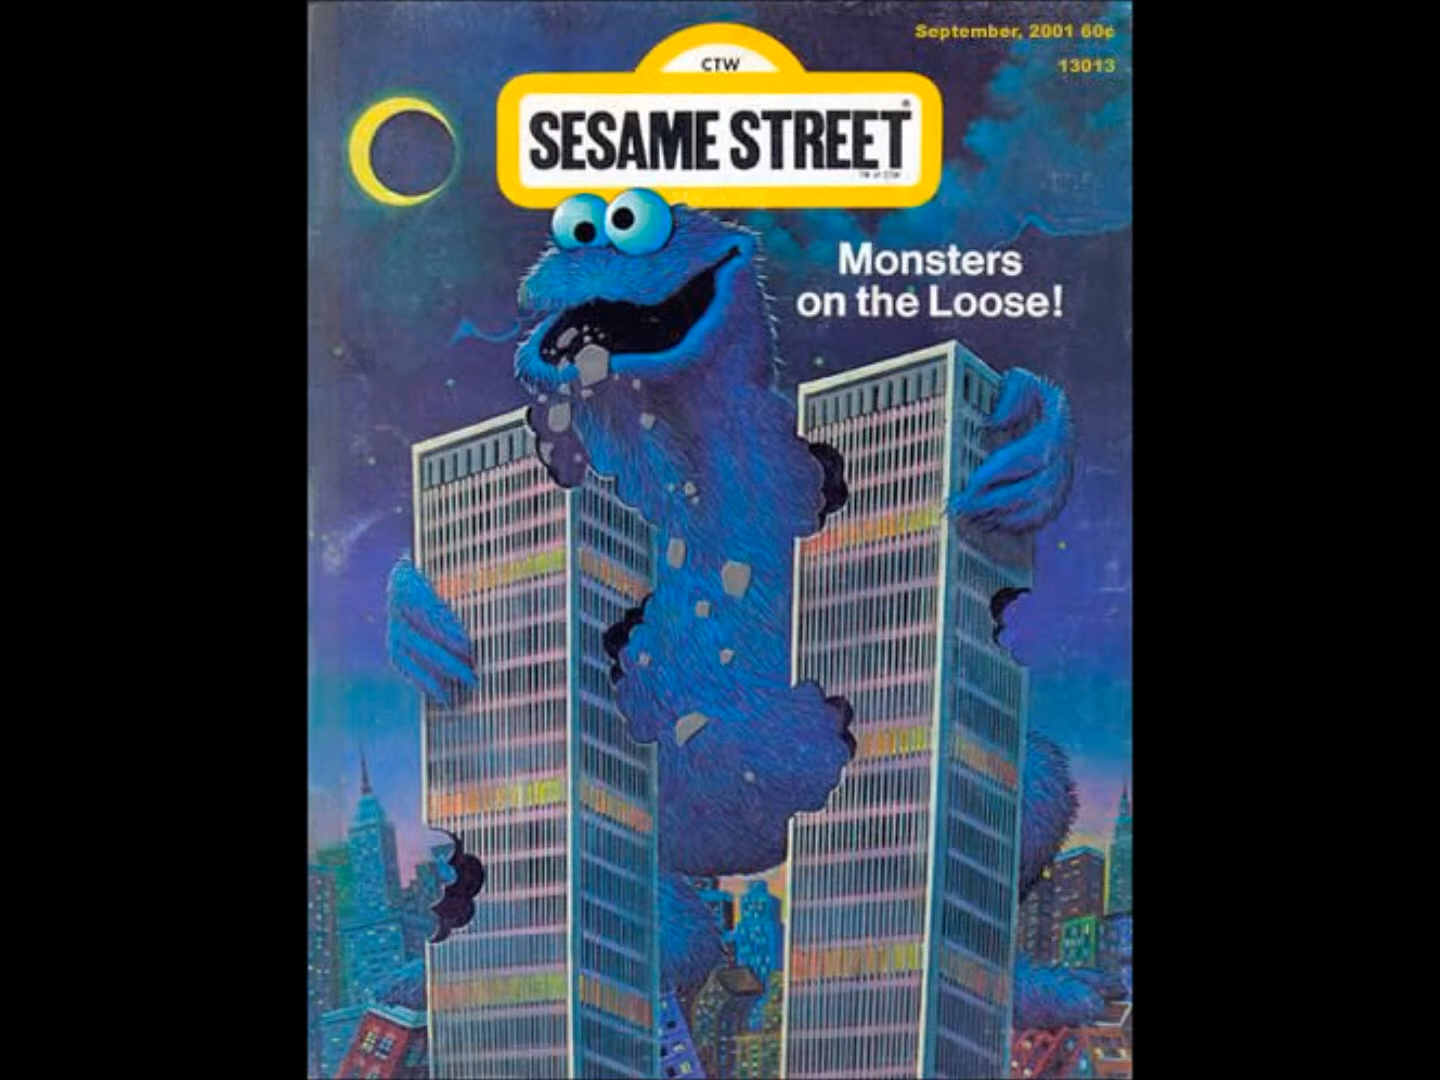 September, 2001 60¢
13013
CTW
SESAME STREET®
Monsters
on the Loose!